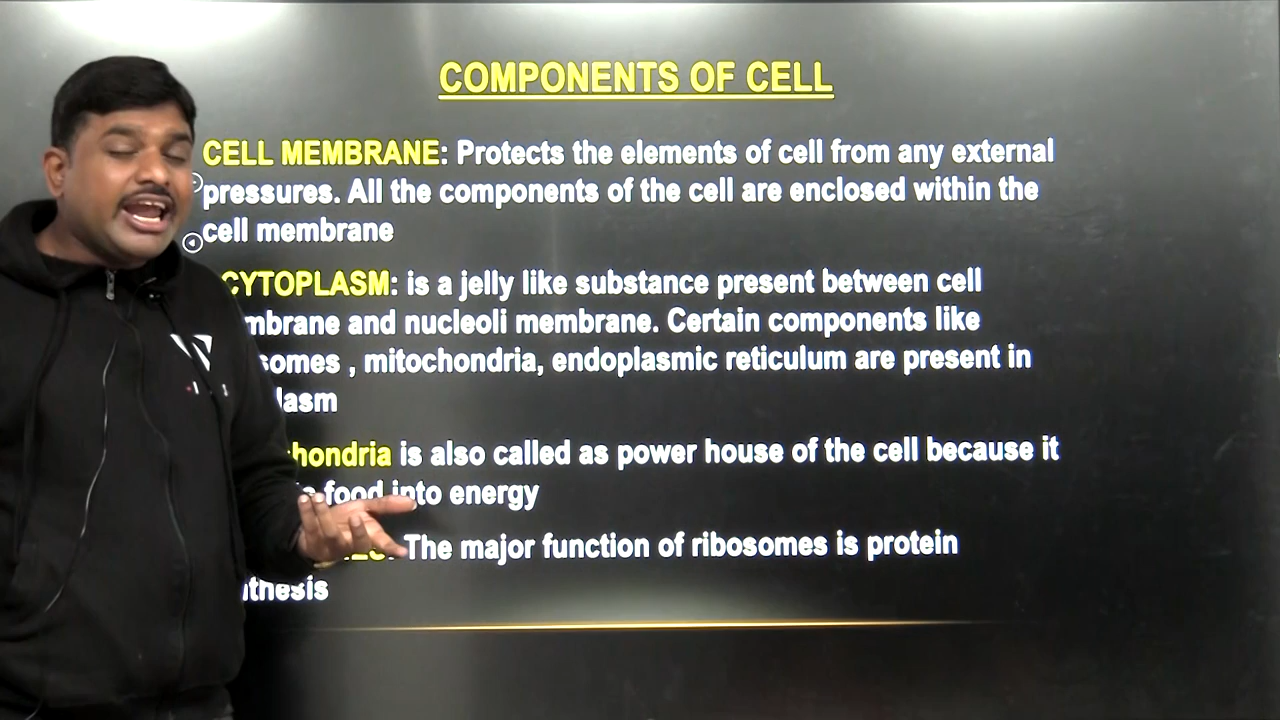 COMPONENTS OF CELL
CELL MEMBRANE: Protects the elements of cell from any external
pressures. All the components of the cell are enclosed within the
cell membrane
CYTOPLASM: is a jelly like substance present between cell
mbrane and nucleoli membrane. Certain components like
somes , mitochondria, endoplasmic reticulum are present in
lasm
hondria is also called as power house of the cell because it
food into energy
The major function of ribosomes is protein
thesis